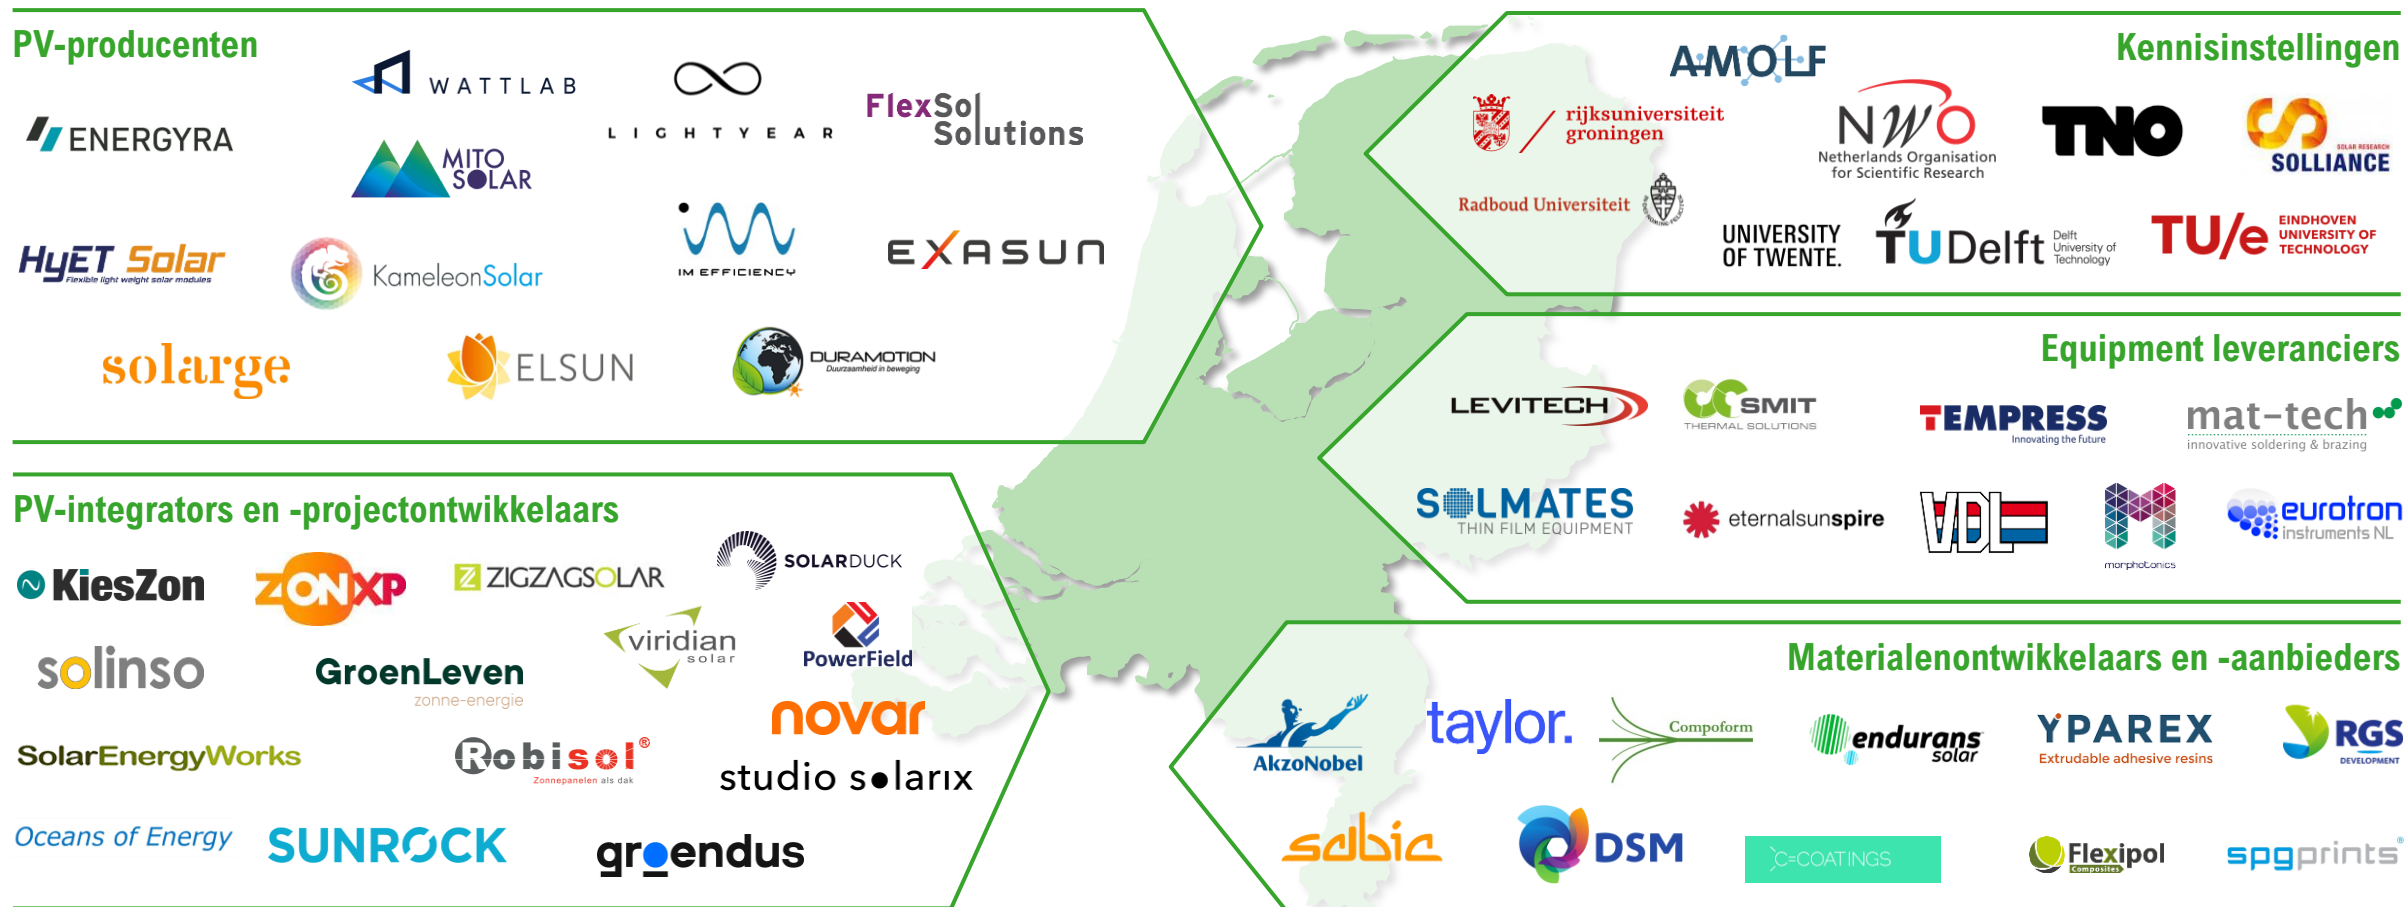 PV-producenten
WATTLAB
LIGHTYEAR
FlexSol
Solutions
ENERGYRA
MITO
SOLAR
HyET Solar
Flexible light weight solar modules
KameleonSolar
IM EFFICIENCY
EXASUN
solarge
ELSUN
DURAMOTION
Duurzaamheid in beweging
Kennisinstellingen
AMOLF
rijksuniversiteit
groningen
NWO
Netherlands Organisation
for Scientific Research
TNO
SOLAR RESEARCH
SOLLIANCE
Radboud Universiteit
UNIVERSITY
OF TWENTE.
TUDelft
Delft
University of
Technology
TU/e
EINDHOVEN
UNIVERSITY OF
TECHNOLOGY
Equipment leveranciers
LEVITECH
SMIT
THERMAL SOLUTIONS
TEMPRESS
Innovating the future
mat-tech
innovative soldering & brazing
SOLMATES
THIN FILM EQUIPMENT
eternalsunspire
VDL
morphotonics
eurotron
instruments NL
PV-integrators en -projectontwikkelaars
KiesZon
ZONXP
ZIGZAGSOLAR
SOLARDUCK
solinso
GroenLeven
zonne-energie
viridian
solar
PowerField
novar
SolarEnergyWorks
Robisol®
Zonnepanelen als dak
studio solarix
Oceans of Energy
SUNROCK
groendus
Materialenontwikkelaars en -aanbieders
AkzoNobel
taylor.
Compoform
endurans
solar
YPAREX
Extrudable adhesive resins
RGS
DEVELOPMENT
sabic
DSM
C=COATINGS
Flexipol
Composites
spgprints®